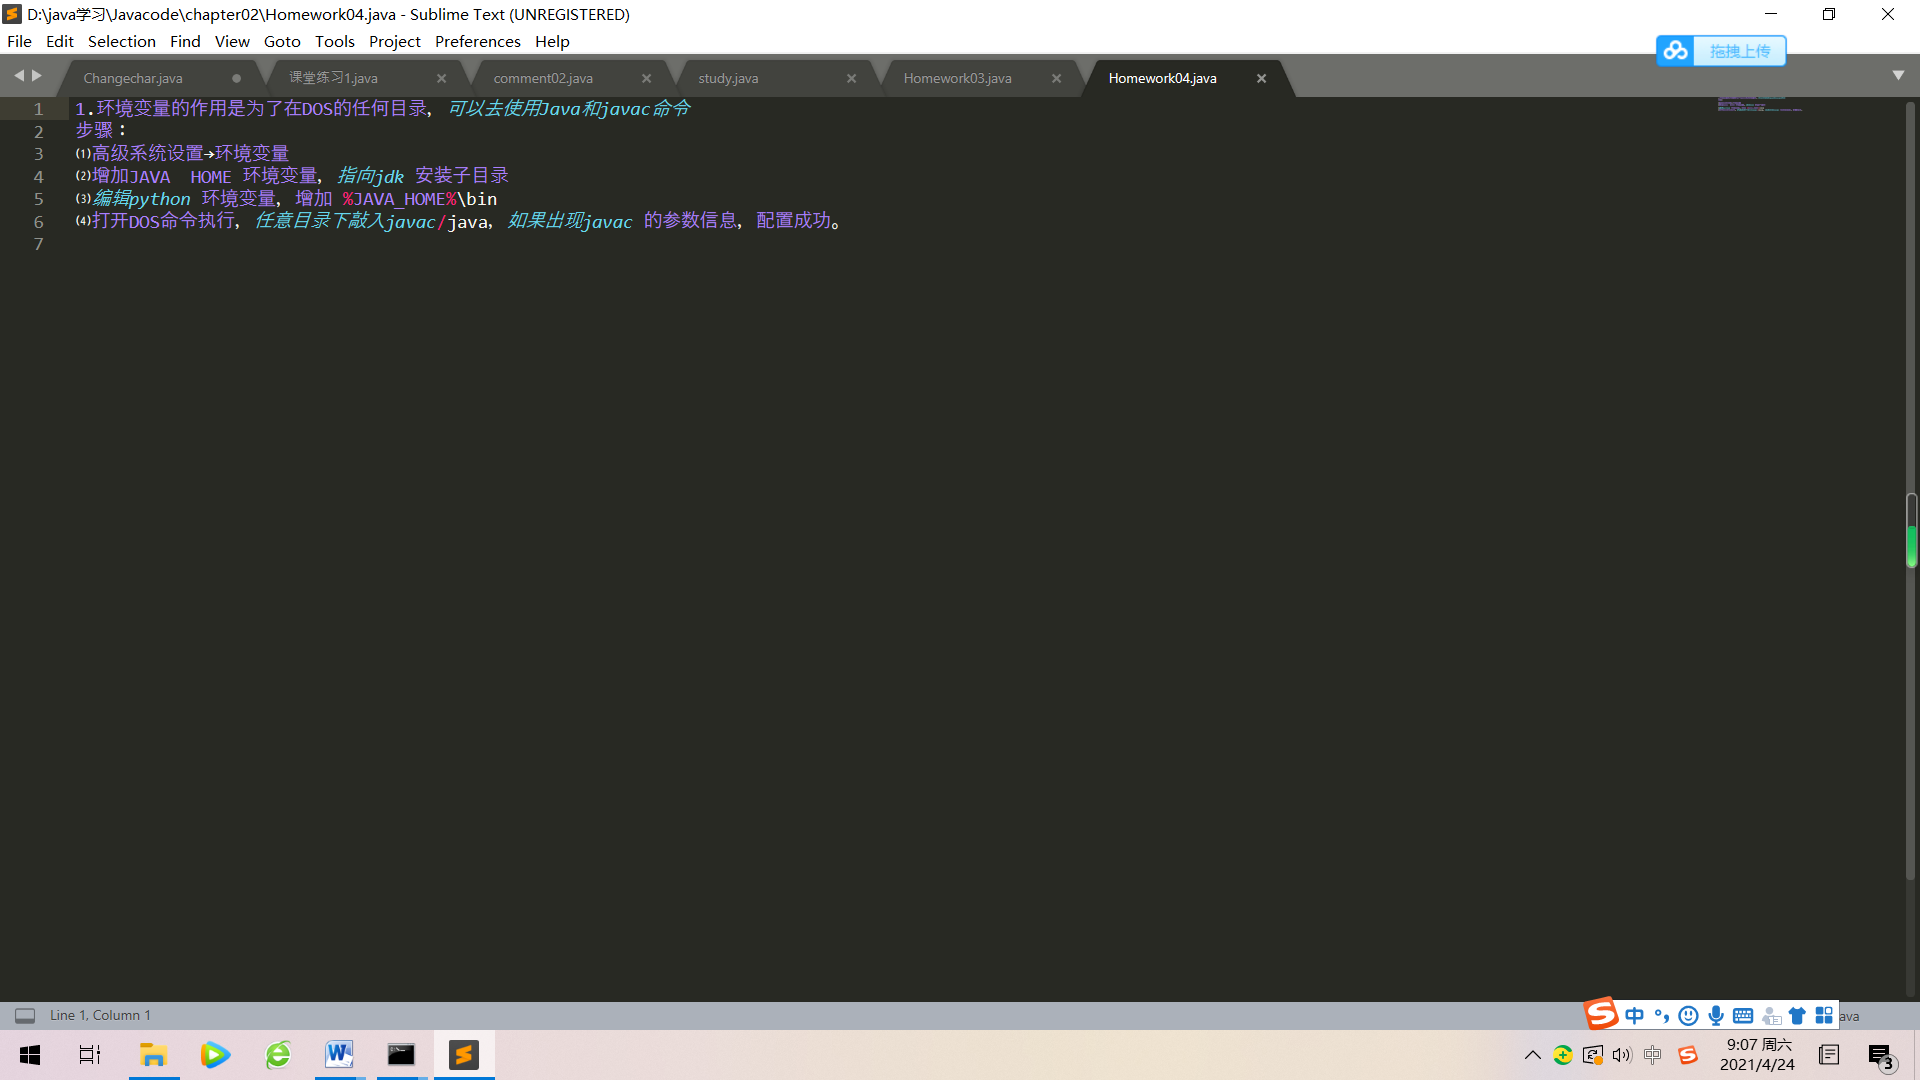 D:\java学习\Javacode\chapter02\Homework04.java - Sublime Text (UNREGISTERED)
File Edit Selection Find View Goto Tools Project Preferences Help
拖拽上传
Changechar.java 课堂练习1.java comment02.java study.java Homework03.java Homework04.java
1 1.环境变量的作用是为了在DOS的任何目录，可以去使用Java和javac命令
2 步骤：
3 ⑴高级系统设置→环境变量
4 ⑵增加JAVA  HOME 环境变量，指向jdk 安装子目录
5 ⑶编辑python 环境变量，增加 %JAVA_HOME%\bin
6 ⑷打开DOS命令执行，任意目录下敲入javac/java，如果出现javac 的参数信息，配置成功。
7
Line 1, Column 1
中
ava
中
9:07 周六
2021/4/24
3